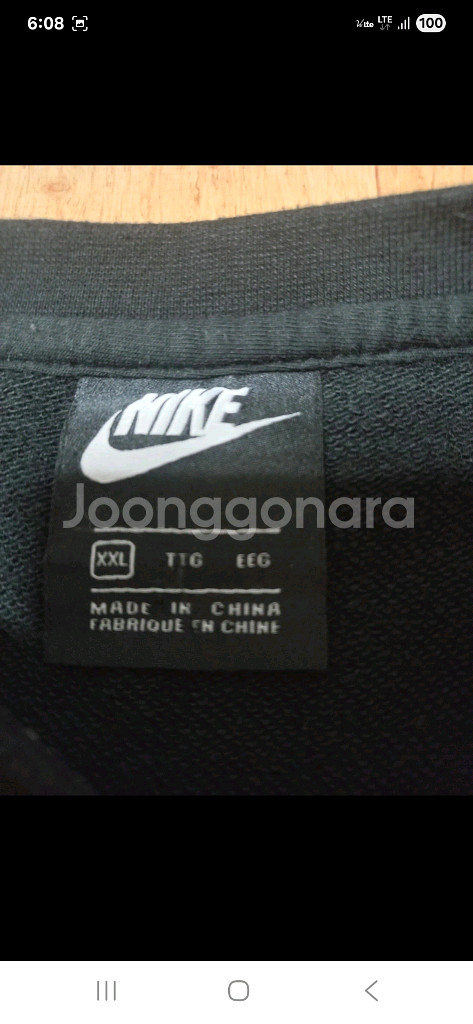 6:08
LTE
100
NIKE
Joonggonara
XXL TTG EEG
MADE IN CHINA
FABRIQUE EN CHINE